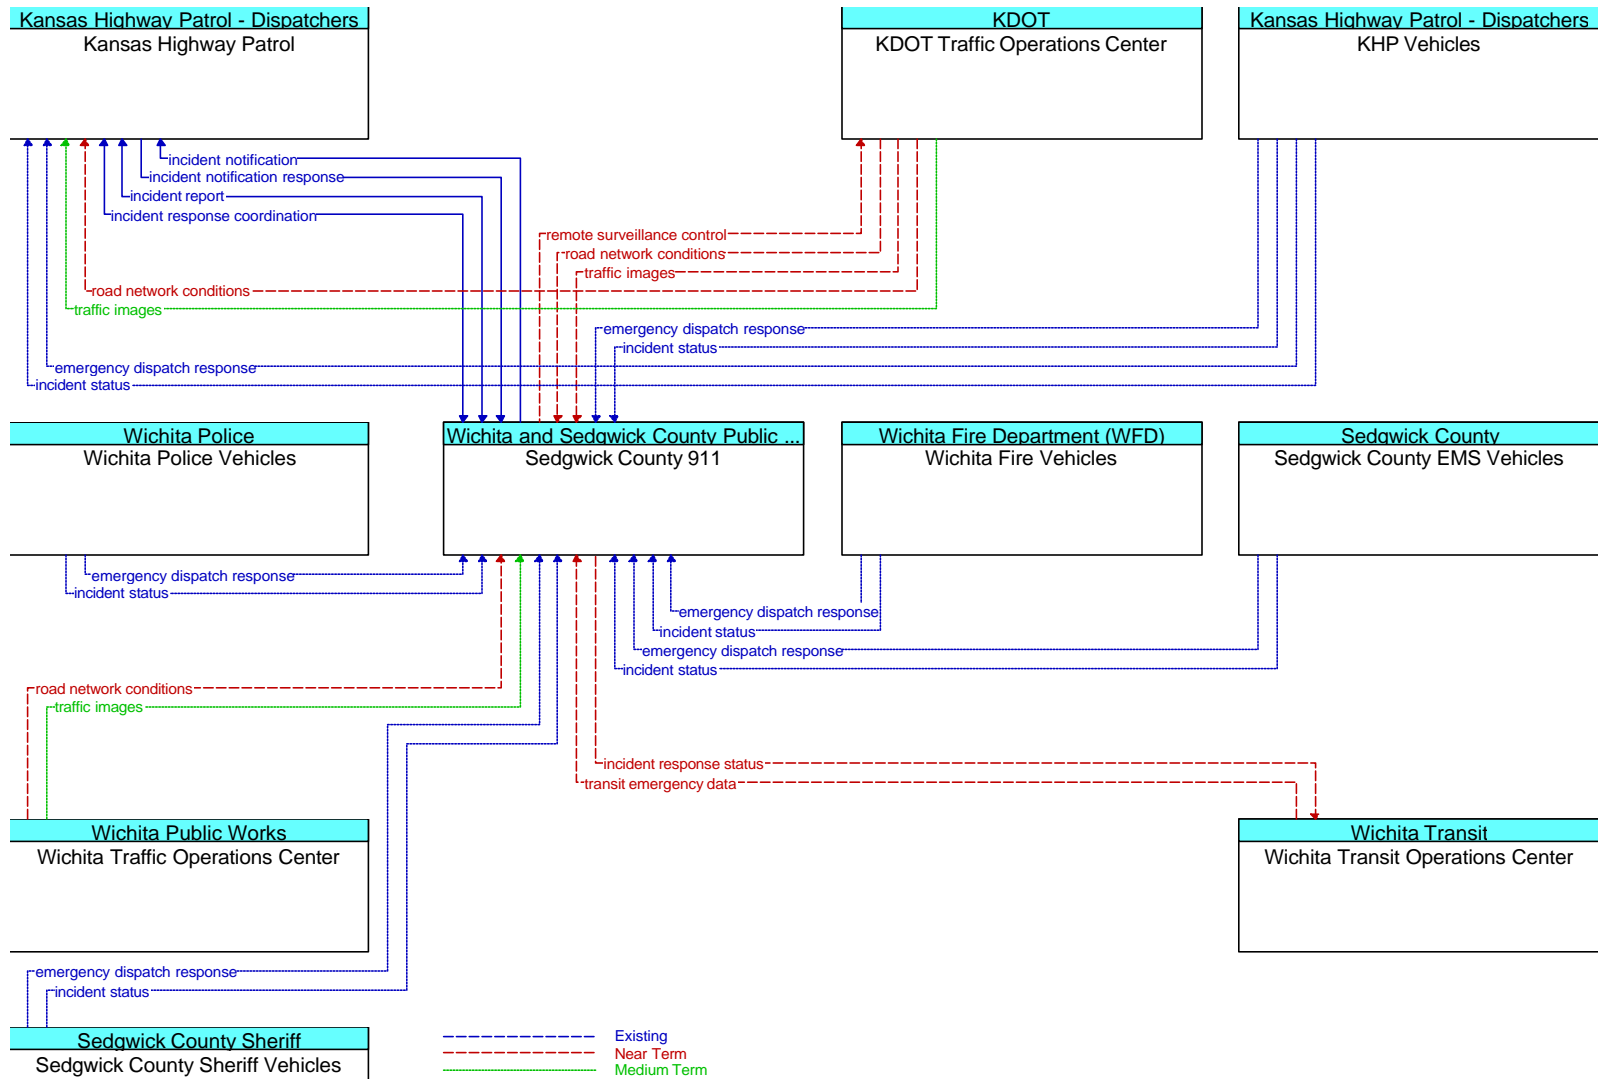 Kansas Highway Patrol - Dispatchers
Kansas Highway Patrol
KDOT
KDOT Traffic Operations Center
Kansas Highway Patrol - Dispatchers
KHP Vehicles
incident notification
incident notification response
incident report
incident response coordination
remote surveillance control
road network conditions
traffic images
road network conditions
traffic images
emergency dispatch response
incident status
emergency dispatch response
incident status
Wichita Police
Wichita Police Vehicles
Wichita and Sedgwick County Public ...
Sedgwick County 911
Wichita Fire Department (WFD)
Wichita Fire Vehicles
Sedgwick County
Sedgwick County EMS Vehicles
emergency dispatch response
incident status
emergency dispatch response
incident status
emergency dispatch response
incident status
road network conditions
traffic images
incident response status
transit emergency data
Wichita Public Works
Wichita Traffic Operations Center
Wichita Transit
Wichita Transit Operations Center
emergency dispatch response
incident status
Sedgwick County Sheriff
Sedgwick County Sheriff Vehicles
Existing
Near Term
Medium Term